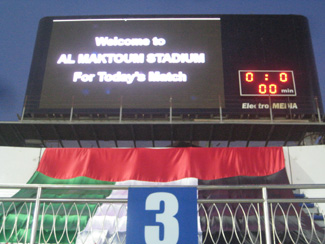 Welcome to
AL MAKTOUM STADIUM
For Today's Match
0 : 0
00 min
Electro MEDIA
3